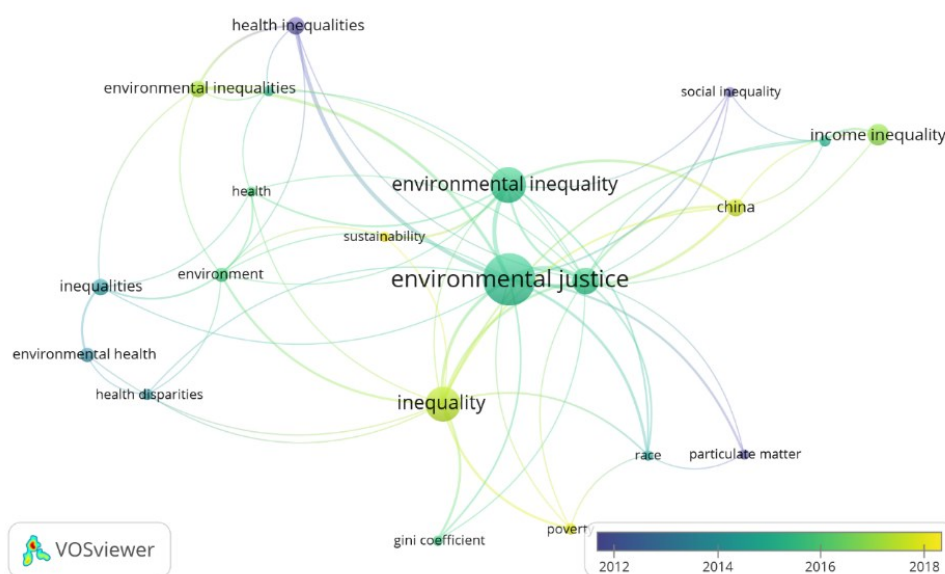 health inequalities
environmental inequalities
social inequality
income inequality
environmental inequality
health
china
sustainability
environment
environmental justice
inequalities
environmental health
health disparities
inequality
race
particulate matter
gini coefficient
poverty
VOSviewer
2012 2014 2016 2018